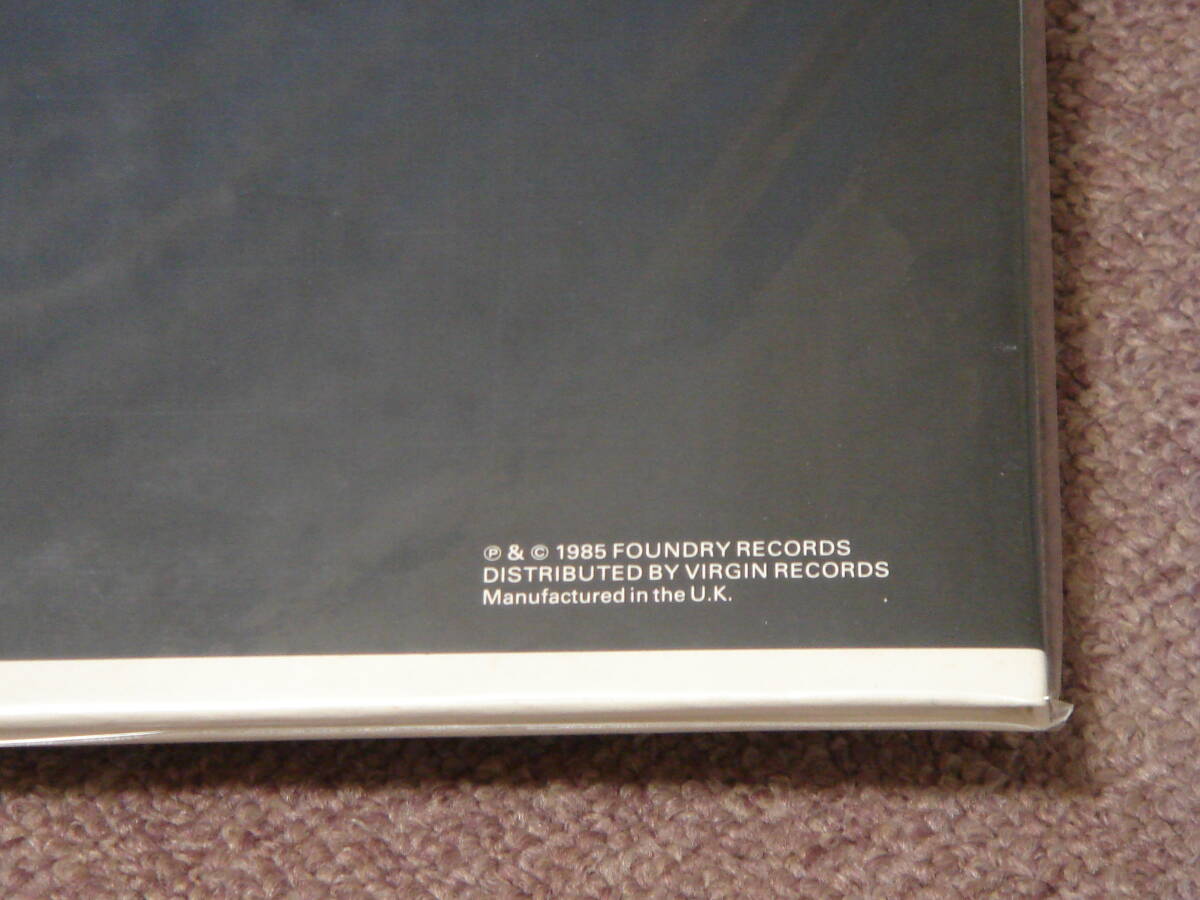 ℗ & © 1985 FOUNDRY RECORDS
DISTRIBUTED BY VIRGIN RECORDS
Manufactured in the U.K.